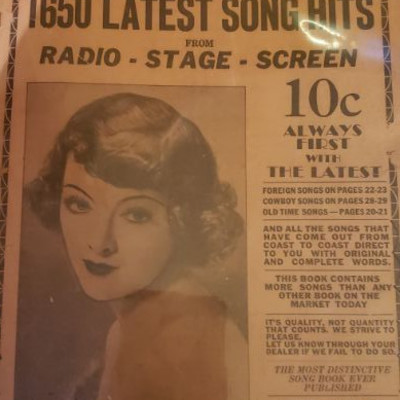 1650 LATEST SONG HITS
FROM
RADIO - STAGE - SCREEN
10c
ALWAYS
FIRST
WITH
THE LATEST
FOREIGN SONGS ON PAGES 22-23
COWBOY SONGS ON PAGES 28-29
OLD TIME SONGS — PAGES 20-21
AND ALL THE SONGS THAT
HAVE COME OUT FROM
COAST TO COAST DIRECT
TO YOU WITH ORIGINAL
AND COMPLETE WORDS.
THIS BOOK CONTAINS
MORE SONGS THAN ANY
OTHER BOOK ON THE
MARKET TODAY
IT'S QUALITY, NOT QUANTITY
THAT COUNTS. WE STRIVE TO
PLEASE.
LET US KNOW THROUGH YOUR
DEALER IF WE FAIL TO DO SO.
THE MOST DISTINCTIVE
SONG BOOK EVER
PUBLISHED